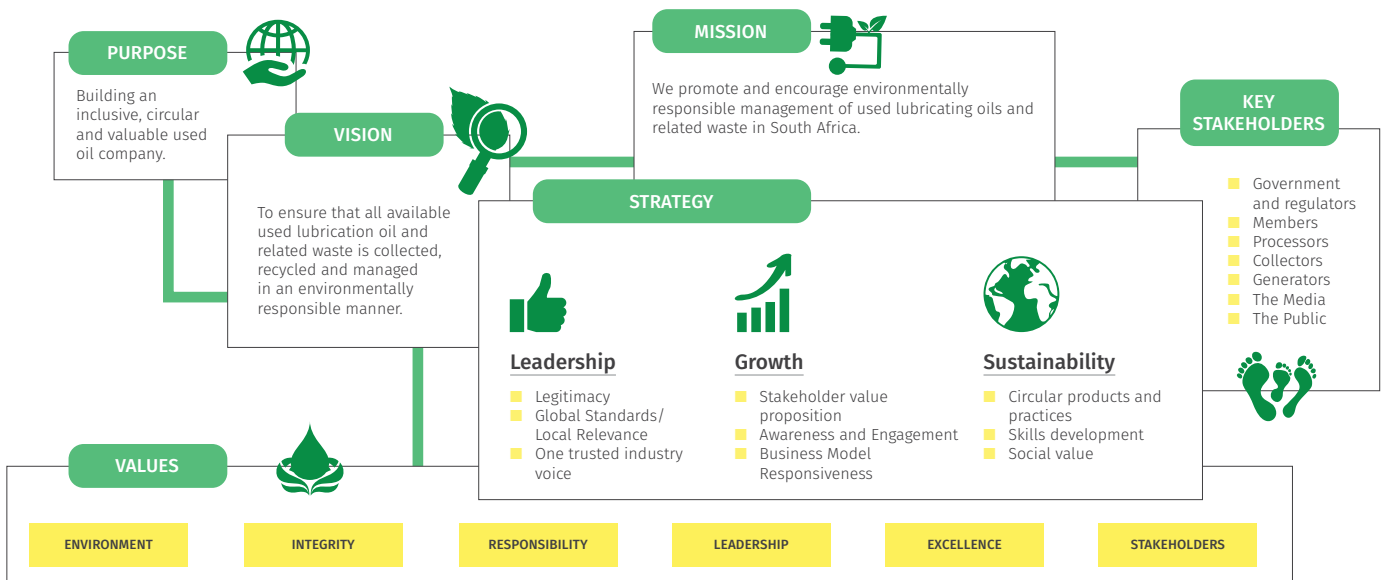 PURPOSE
Building an
inclusive, circular
and valuable used
oil company.
VISION
To ensure that all available
used lubrication oil and
related waste is collected,
recycled and managed
in an environmentally
responsible manner.
MISSION
We promote and encourage environmentally
responsible management of used lubricating oils and
related waste in South Africa.
KEY
STAKEHOLDERS
Government
and regulators
Members
Processors
Collectors
Generators
The Media
The Public
STRATEGY
Leadership
Legitimacy
Global Standards/
Local Relevance
One trusted industry
voice
Growth
Stakeholder value
proposition
Awareness and Engagement
Business Model
Responsiveness
Sustainability
Circular products and
practices
Skills development
Social value
VALUES
ENVIRONMENT
INTEGRITY
RESPONSIBILITY
LEADERSHIP
EXCELLENCE
STAKEHOLDERS